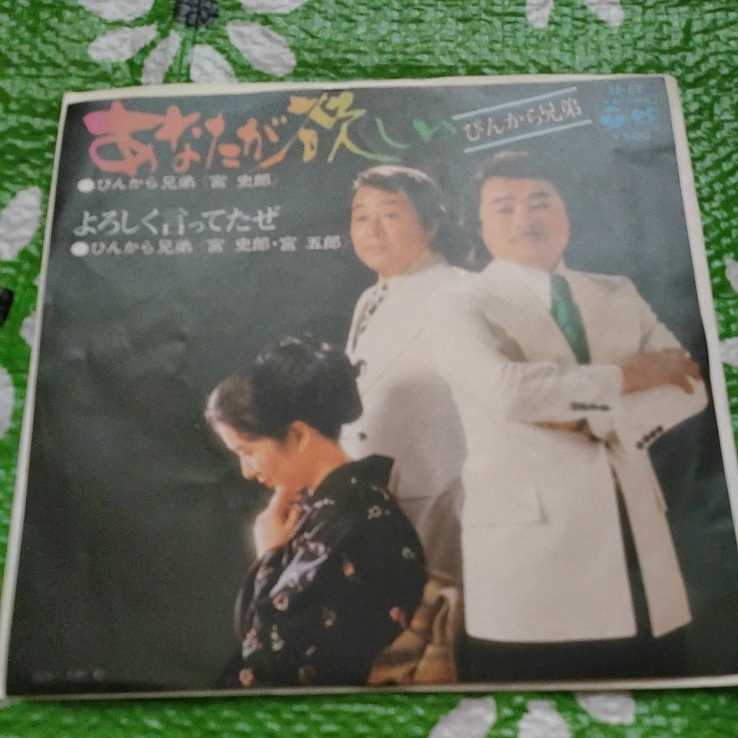 あなたが欲しい
ぴんから兄弟
●ぴんから兄弟(宮 史郎)
よろしく言ってたぜ
●ぴんから兄弟(宮 史郎・宮 五郎)